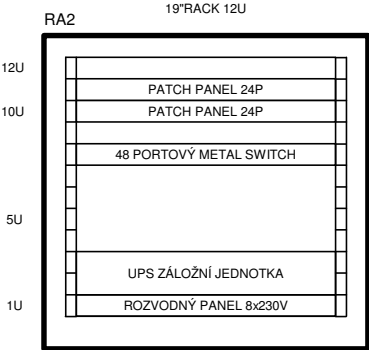 19"RACK 12U
RA2
12U
PATCH PANEL 24P
10U PATCH PANEL 24P
48 PORTOVÝ METAL SWITCH
5U
UPS ZÁLOŽNÍ JEDNOTKA
1U ROZVODNÝ PANEL 8x230V